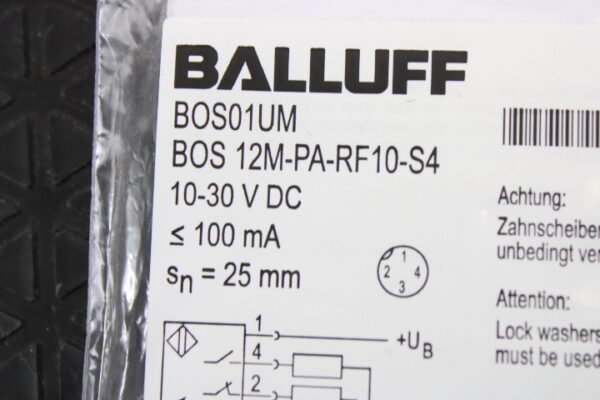 BALLUFF
BOS01UM
BOS 12M-PA-RF10-S4
10-30 V DC
≤ 100 mA
sn = 25 mm
1
2 4
3
Achtung:
Zahnscheiben
unbedingt ver
Attention:
Lock washers
must be used
1
+UB
4
2